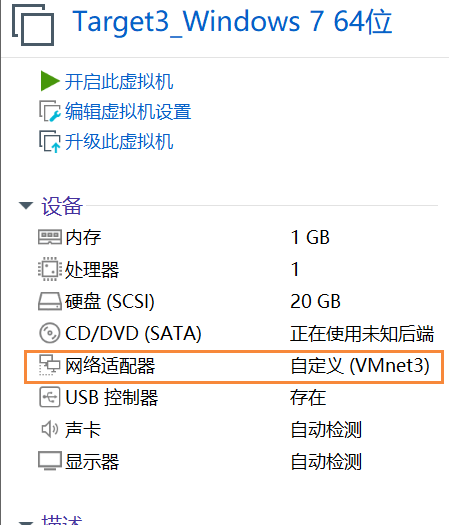 Target3_Windows 7 64位
开启此虚拟机
编辑虚拟机设置
升级此虚拟机
设备
内存 1 GB
处理器 1
硬盘 (SCSI) 20 GB
CD/DVD (SATA) 正在使用未知后端
网络适配器 自定义 (VMnet3)
USB 控制器 存在
声卡 自动检测
显示器 自动检测
描述